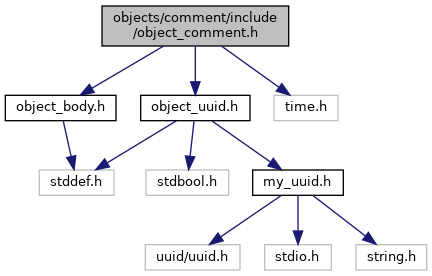 objects/comment/include
/object_comment.h
object_body.h
object_uuid.h
time.h
stddef.h
stdbool.h
my_uuid.h
uuid/uuid.h
stdio.h
string.h